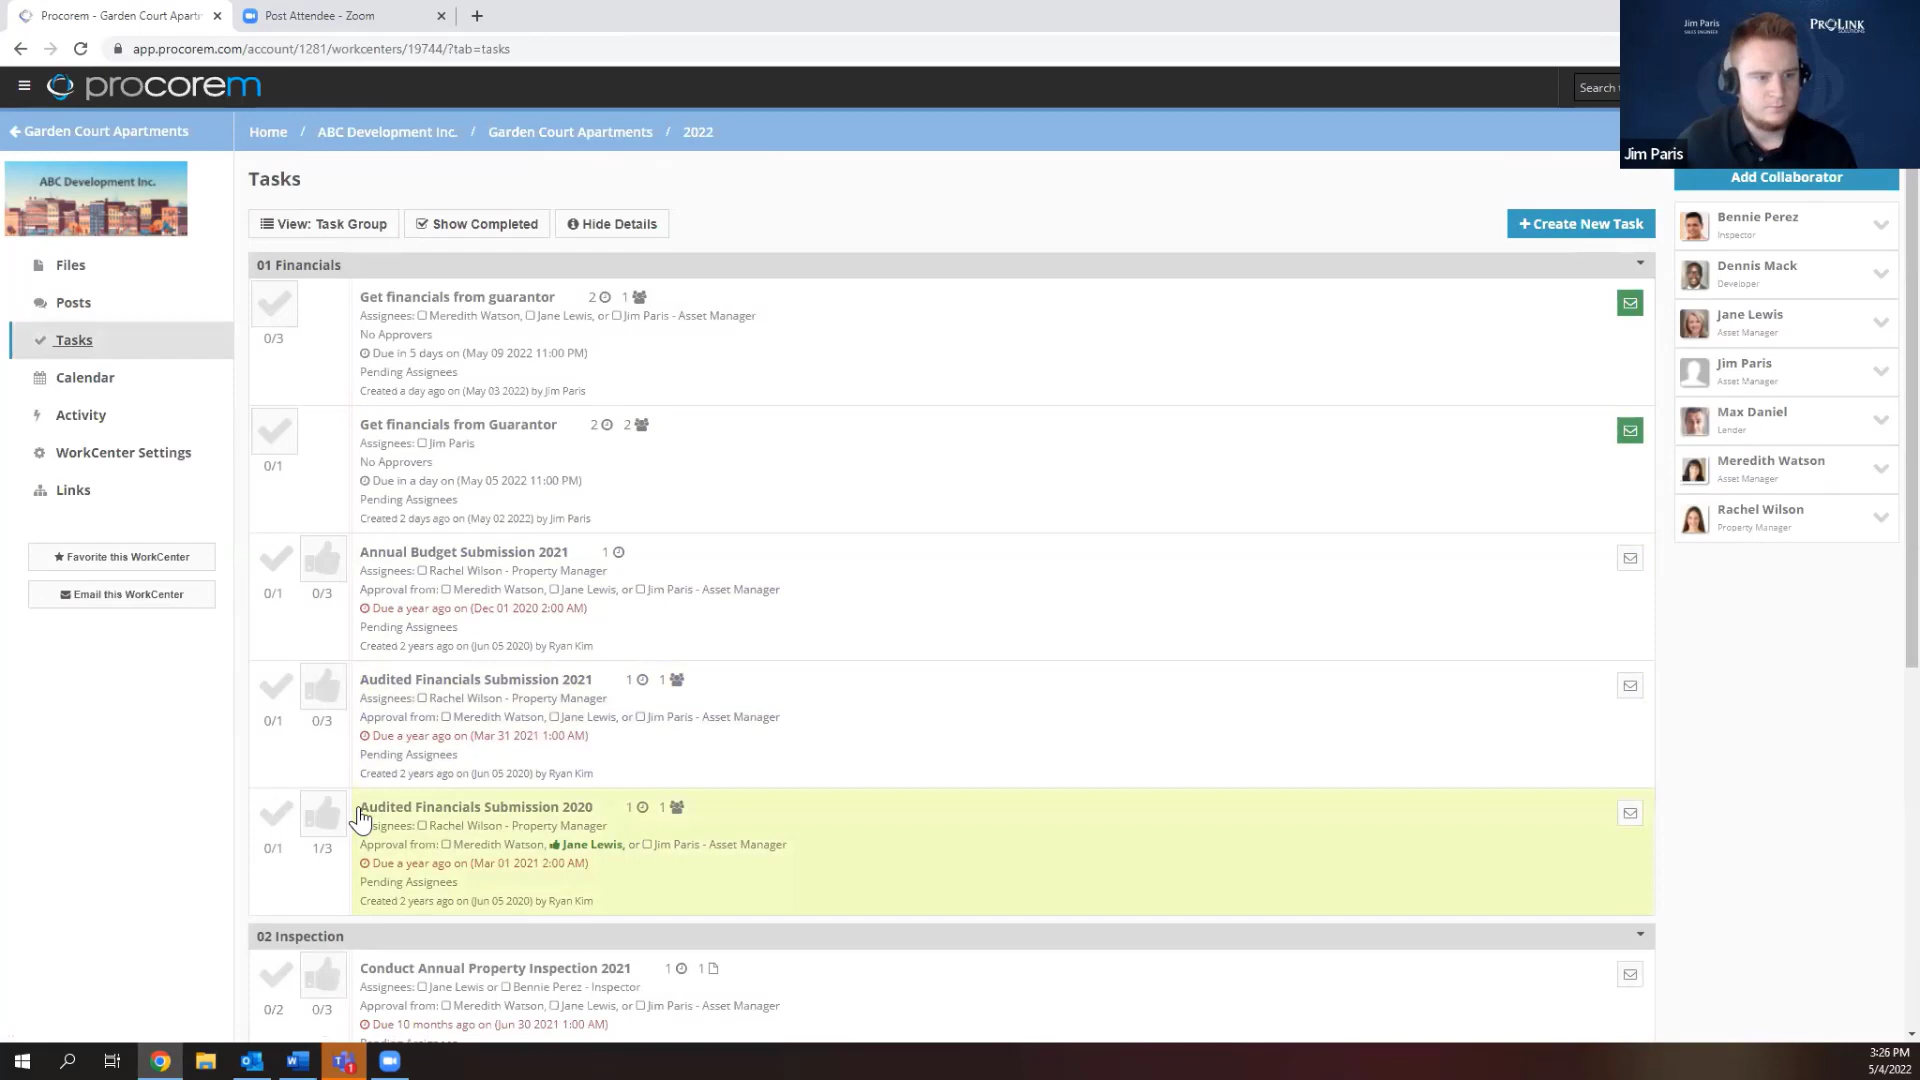 Procorem - Garden Court Apartm
Post Attendee - Zoom
app.procorem.com/account/1281/workcenters/19744/?tab=tasks
Jim Paris
SALES ENGINEER
PROLINK
SOLUTIONS
Jim Paris
procorem
Search
Garden Court Apartments
Home / ABC Development Inc. / Garden Court Apartments / 2022
ABC Development Inc.
Files
Posts
Tasks
Calendar
Activity
WorkCenter Settings
Links
Favorite this WorkCenter
Email this WorkCenter
Tasks
View: Task Group
Show Completed
Hide Details
+ Create New Task
01 Financials
Get financials from guarantor 2 1
Assignees: Meredith Watson, Jane Lewis, or Jim Paris - Asset Manager
No Approvers
0/3
Due in 5 days on (May 09 2022 11:00 PM)
Pending Assignees
Created a day ago on (May 03 2022) by Jim Paris
Get financials from Guarantor 2 2
Assignees: Jim Paris
No Approvers
0/1
Due in a day on (May 05 2022 11:00 PM)
Pending Assignees
Created 2 days ago on (May 02 2022) by Jim Paris
Annual Budget Submission 2021 1
Assignees: Rachel Wilson - Property Manager
0/1 0/3
Approval from: Meredith Watson, Jane Lewis, or Jim Paris - Asset Manager
Due a year ago on (Dec 01 2020 2:00 AM)
Pending Assignees
Created 2 years ago on (Jun 05 2020) by Ryan Kim
Audited Financials Submission 2021 1 1
Assignees: Rachel Wilson - Property Manager
0/1 0/3
Approval from: Meredith Watson, Jane Lewis, or Jim Paris - Asset Manager
Due a year ago on (Mar 31 2021 1:00 AM)
Pending Assignees
Created 2 years ago on (Jun 05 2020) by Ryan Kim
Audited Financials Submission 2020 1 1
signees: Rachel Wilson - Property Manager
0/1 1/3
Approval from: Meredith Watson, Jane Lewis, or Jim Paris - Asset Manager
Due a year ago on (Mar 01 2021 2:00 AM)
Pending Assignees
Created 2 years ago on (Jun 05 2020) by Ryan Kim
02 Inspection
Conduct Annual Property Inspection 2021 1 1
Assignees: Jane Lewis or Bennie Perez - Inspector
0/2 0/3
Approval from: Meredith Watson, Jane Lewis, or Jim Paris - Asset Manager
Due 10 months ago on (Jun 30 2021 1:00 AM)
Add Collaborator
Bennie Perez
Inspector
Dennis Mack
Developer
Jane Lewis
Asset Manager
Jim Paris
Asset Manager
Max Daniel
Lender
Meredith Watson
Asset Manager
Rachel Wilson
Property Manager
3:26 PM
5/4/2022